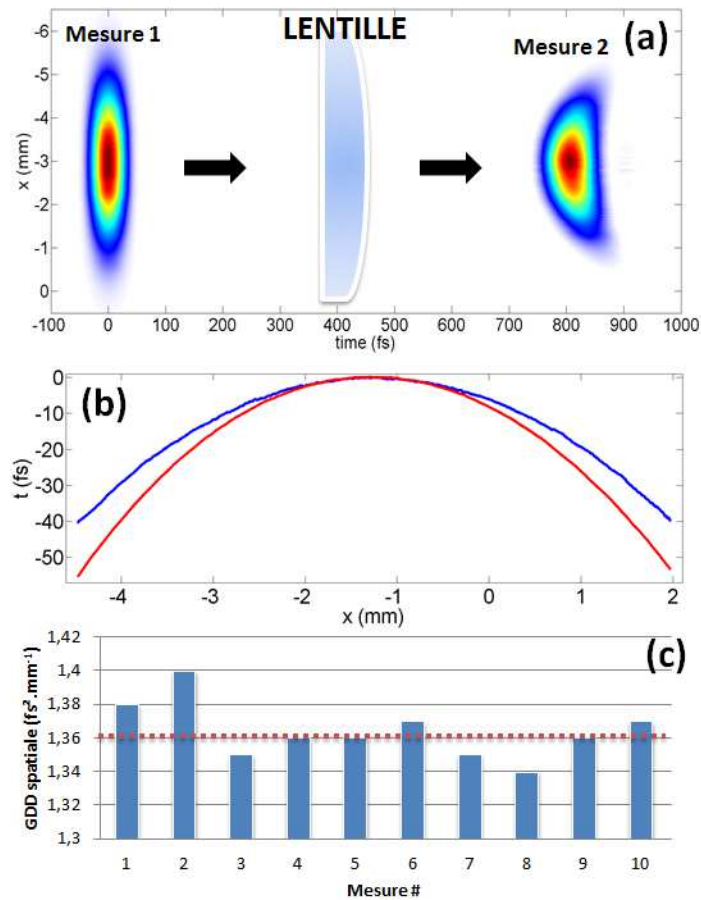 Mesure 1
LENTILLE
Mesure 2
(a)
-6
-5
-4
-3
-2
-1
0
x (mm)
-100 0 100 200 300 400 500 600 700 800 900 1000
time (fs)
(b)
0
-10
-20
-30
-40
-50
t (fs)
-4 -3 -2 -1 0 1 2
x (mm)
(c)
1,42
1,4
1,38
1,36
1,34
1,32
1,3
GDD spatiale (fs².mm⁻¹)
1 2 3 4 5 6 7 8 9 10
Mesure #